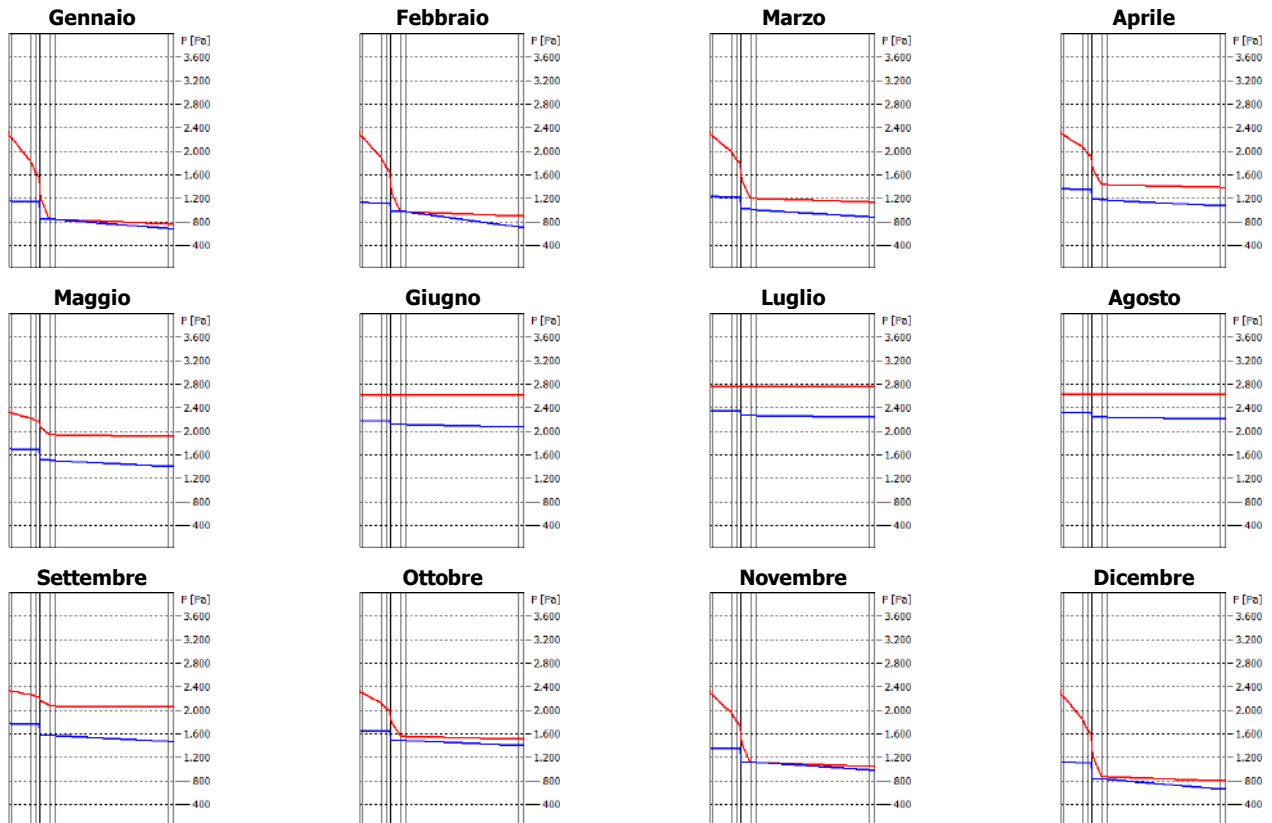 Gennaio Febbraio Marzo Aprile
P [Pa] P [Pa] P [Pa] P [Pa]
3.600 3.600 3.600 3.600
3.200 3.200 3.200 3.200
2.800 2.800 2.800 2.800
2.400 2.400 2.400 2.400
2.000 2.000 2.000 2.000
1.600 1.600 1.600 1.600
1.200 1.200 1.200 1.200
800 800 800 800
400 400 400 400
Maggio Giugno Luglio Agosto
P [Pa] P [Pa] P [Pa] P [Pa]
3.600 3.600 3.600 3.600
3.200 3.200 3.200 3.200
2.800 2.800 2.800 2.800
2.400 2.400 2.400 2.400
2.000 2.000 2.000 2.000
1.600 1.600 1.600 1.600
1.200 1.200 1.200 1.200
800 800 800 800
400 400 400 400
Settembre Ottobre Novembre Dicembre
P [Pa] P [Pa] P [Pa] P [Pa]
3.600 3.600 3.600 3.600
3.200 3.200 3.200 3.200
2.800 2.800 2.800 2.800
2.400 2.400 2.400 2.400
2.000 2.000 2.000 2.000
1.600 1.600 1.600 1.600
1.200 1.200 1.200 1.200
800 800 800 800
400 400 400 400